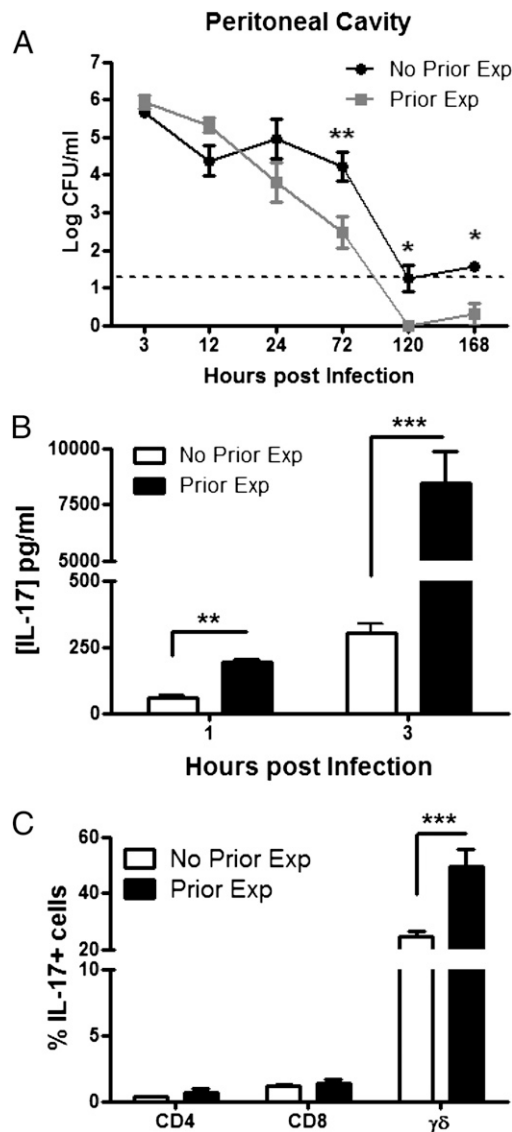 A
Peritoneal Cavity
No Prior Exp
Prior Exp
Log CFU/ml
7
6
5
4
3
2
1
0
**
*
*
3 12 24 72 120 168
Hours post Infection
B
No Prior Exp
Prior Exp
[IL-17] pg/ml
10000
7500
5000
500
250
0
**
***
1 3
Hours post Infection
C
No Prior Exp
Prior Exp
% IL-17+ cells
60
40
20
10
5
0
***
CD4 CD8 γδ